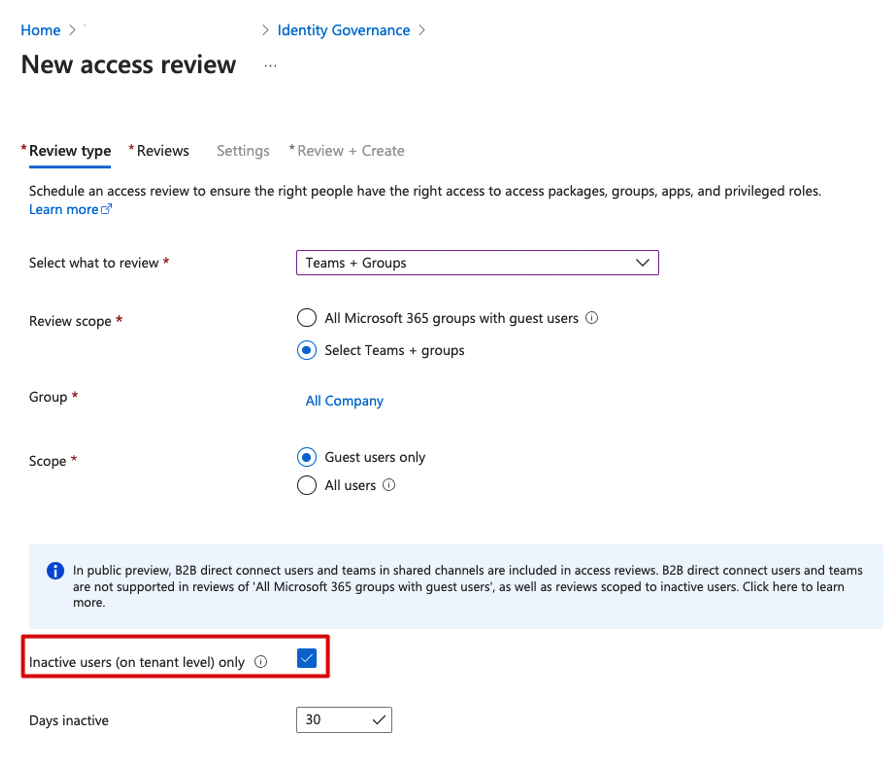 Home > > Identity Governance >
New access review ...
*Review type *Reviews Settings *Review + Create
Schedule an access review to ensure the right people have the right access to access packages, groups, apps, and privileged roles.
Learn more
Select what to review * Teams + Groups
Review scope * All Microsoft 365 groups with guest users
Select Teams + groups
Group * All Company
Scope * Guest users only
All users
In public preview, B2B direct connect users and teams in shared channels are included in access reviews. B2B direct connect users and teams
are not supported in reviews of 'All Microsoft 365 groups with guest users', as well as reviews scoped to inactive users. Click here to learn
more.
Inactive users (on tenant level) only
Days inactive 30